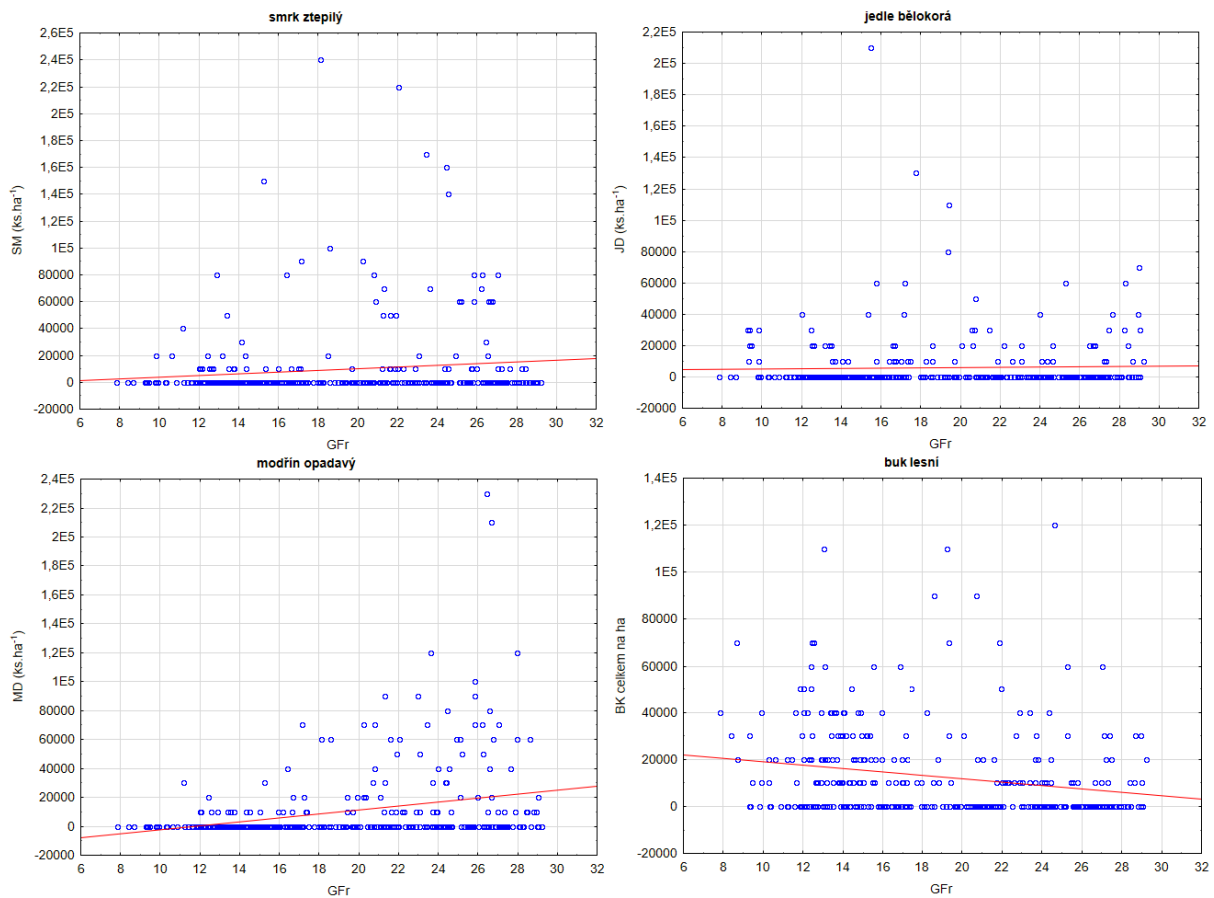 smrk ztepilý
2,6E5
2,4E5
2,2E5
2E5
1,8E5
1,6E5
1,4E5
1,2E5
1E5
80000
60000
40000
20000
0
-20000
SM (ks.ha⁻¹)
6 8 10 12 14 16 18 20 22 24 26 28 30 32
GFr
jedle bělokorá
2,2E5
2E5
1,8E5
1,6E5
1,4E5
1,2E5
1E5
80000
60000
40000
20000
0
-20000
JD (ks.ha⁻¹)
6 8 10 12 14 16 18 20 22 24 26 28 30 32
GFr
modřín opadavý
2,4E5
2,2E5
2E5
1,8E5
1,6E5
1,4E5
1,2E5
1E5
80000
60000
40000
20000
0
-20000
MD (ks.ha⁻¹)
6 8 10 12 14 16 18 20 22 24 26 28 30 32
GFr
buk lesní
1,4E5
1,2E5
1E5
80000
60000
40000
20000
0
-20000
BK celkem na ha
6 8 10 12 14 16 18 20 22 24 26 28 30 32
GFr